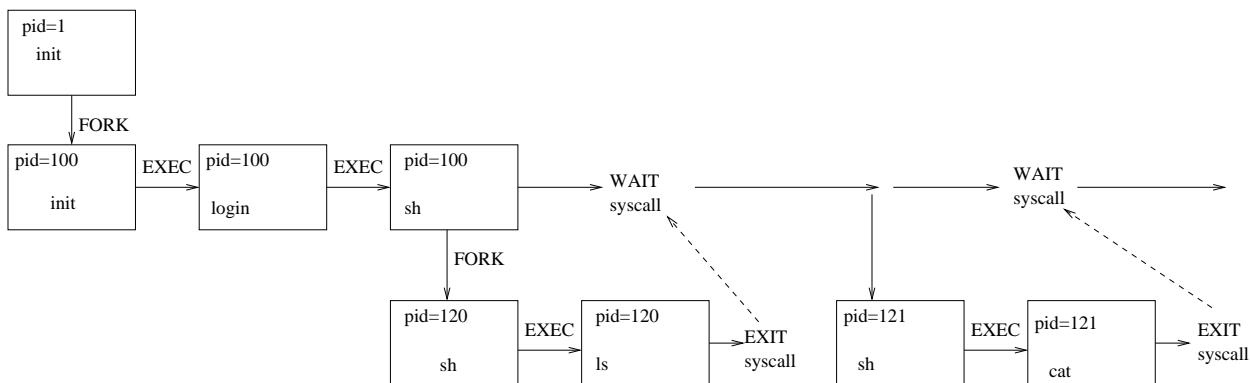 pid=1
init
FORK
pid=100
init
EXEC
pid=100
login
EXEC
pid=100
sh
WAIT
syscall
WAIT
syscall
FORK
pid=120
sh
EXEC
pid=120
ls
EXIT
syscall
pid=121
sh
EXEC
pid=121
cat
EXIT
syscall